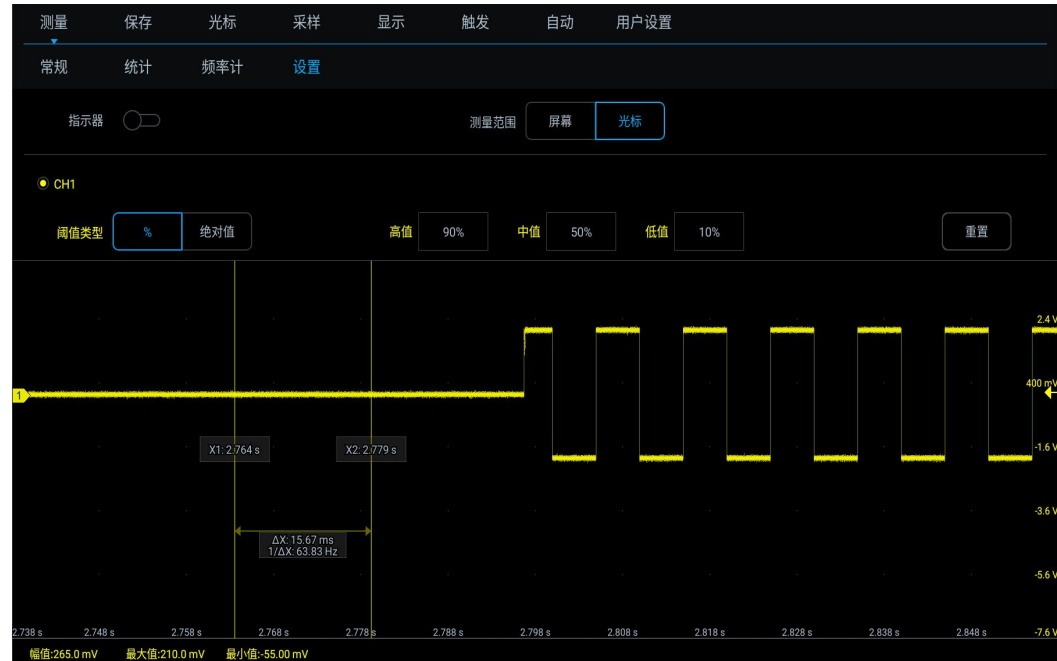 测量 保存 光标 采样 显示 触发 自动 用户设置
常规 统计 频率计 设置
指示器 测量范围 屏幕 光标
CH1
阈值类型 % 绝对值 高值 90% 中值 50% 低值 10% 重置
2.4 V
400 mV
1
X1: 2.764 s X2: 2.779 s -1.6 V
-3.6 V
ΔX: 15.67 ms
1/ΔX: 63.83 Hz
-5.6 V
2.738 s 2.748 s 2.758 s 2.768 s 2.778 s 2.788 s 2.798 s 2.808 s 2.818 s 2.828 s 2.838 s 2.848 s -7.6 V
幅值:265.0 mV 最大值:210.0 mV 最小值:-55.00 mV